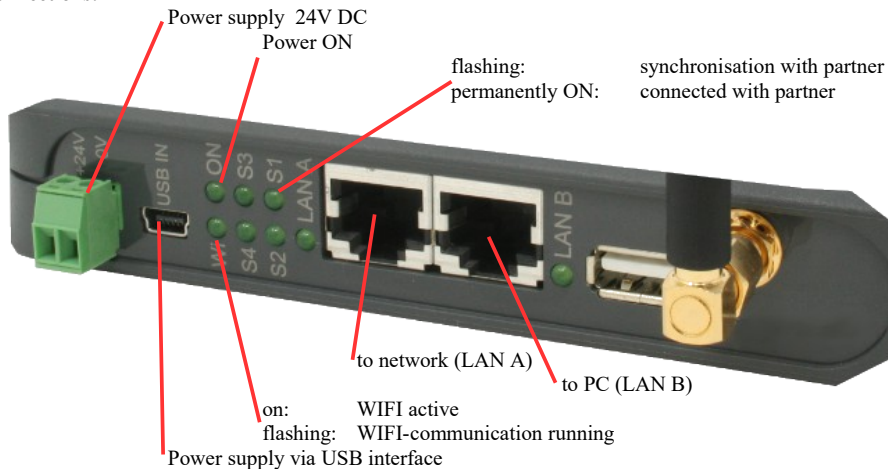 Power supply 24V DC
Power ON
flashing: synchronisation with partner
permanently ON: connected with partner
+24V
0V
USB IN
ON
S3
S1
LAN A
Wi
S4
S2
LAN B
to network (LAN A)
to PC (LAN B)
on: WIFI active
flashing: WIFI-communication running
Power supply via USB interface